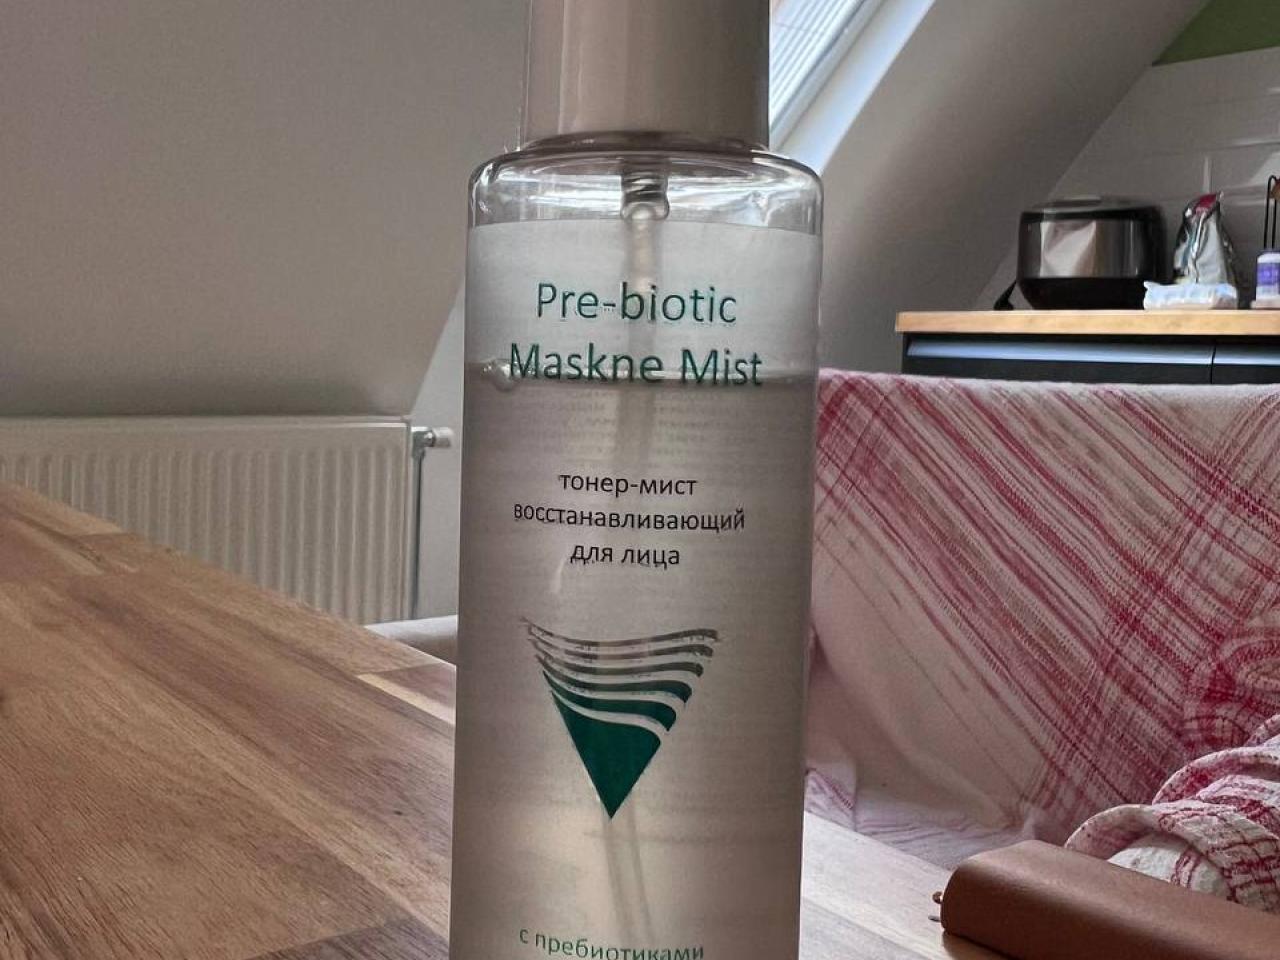 Pre-biotic
Maskne Mist
тонер-мист
восстанавливающий
для лица
с пребиотиками